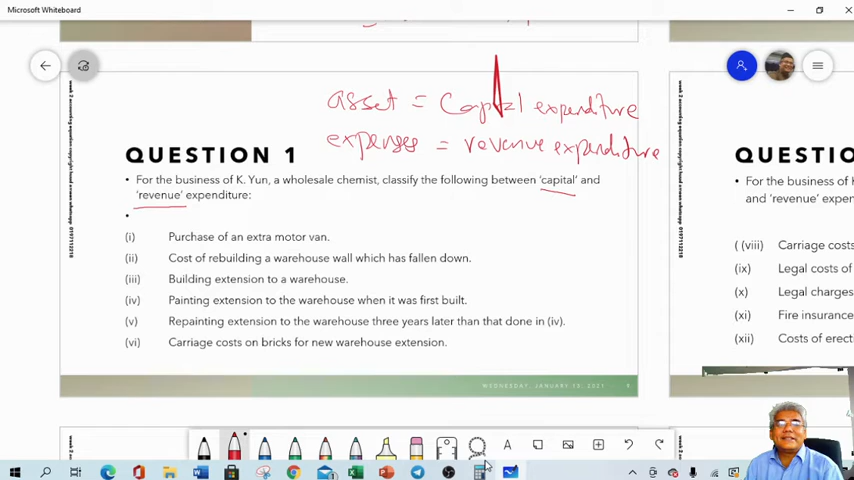 Microsoft Whiteboard
asset = Capital expenditure
expenses = revenue expenditure
QUESTION 1
• For the business of K. Yun, a wholesale chemist, classify the following between 'capital' and
'revenue' expenditure:
•
(i) Purchase of an extra motor van.
(ii) Cost of rebuilding a warehouse wall which has fallen down.
(iii) Building extension to a warehouse.
(iv) Painting extension to the warehouse when it was first built.
(v) Repainting extension to the warehouse three years later than that done in (iv).
(vi) Carriage costs on bricks for new warehouse extension.
WEDNESDAY, JANUARY 13, 2021
QU
• For the business of K
and 'revenue' expen
( (viii) Carriage costs
(ix) Legal costs of
(x) Legal charges
(xi) Fire insurance
(xii) Costs of erect
A